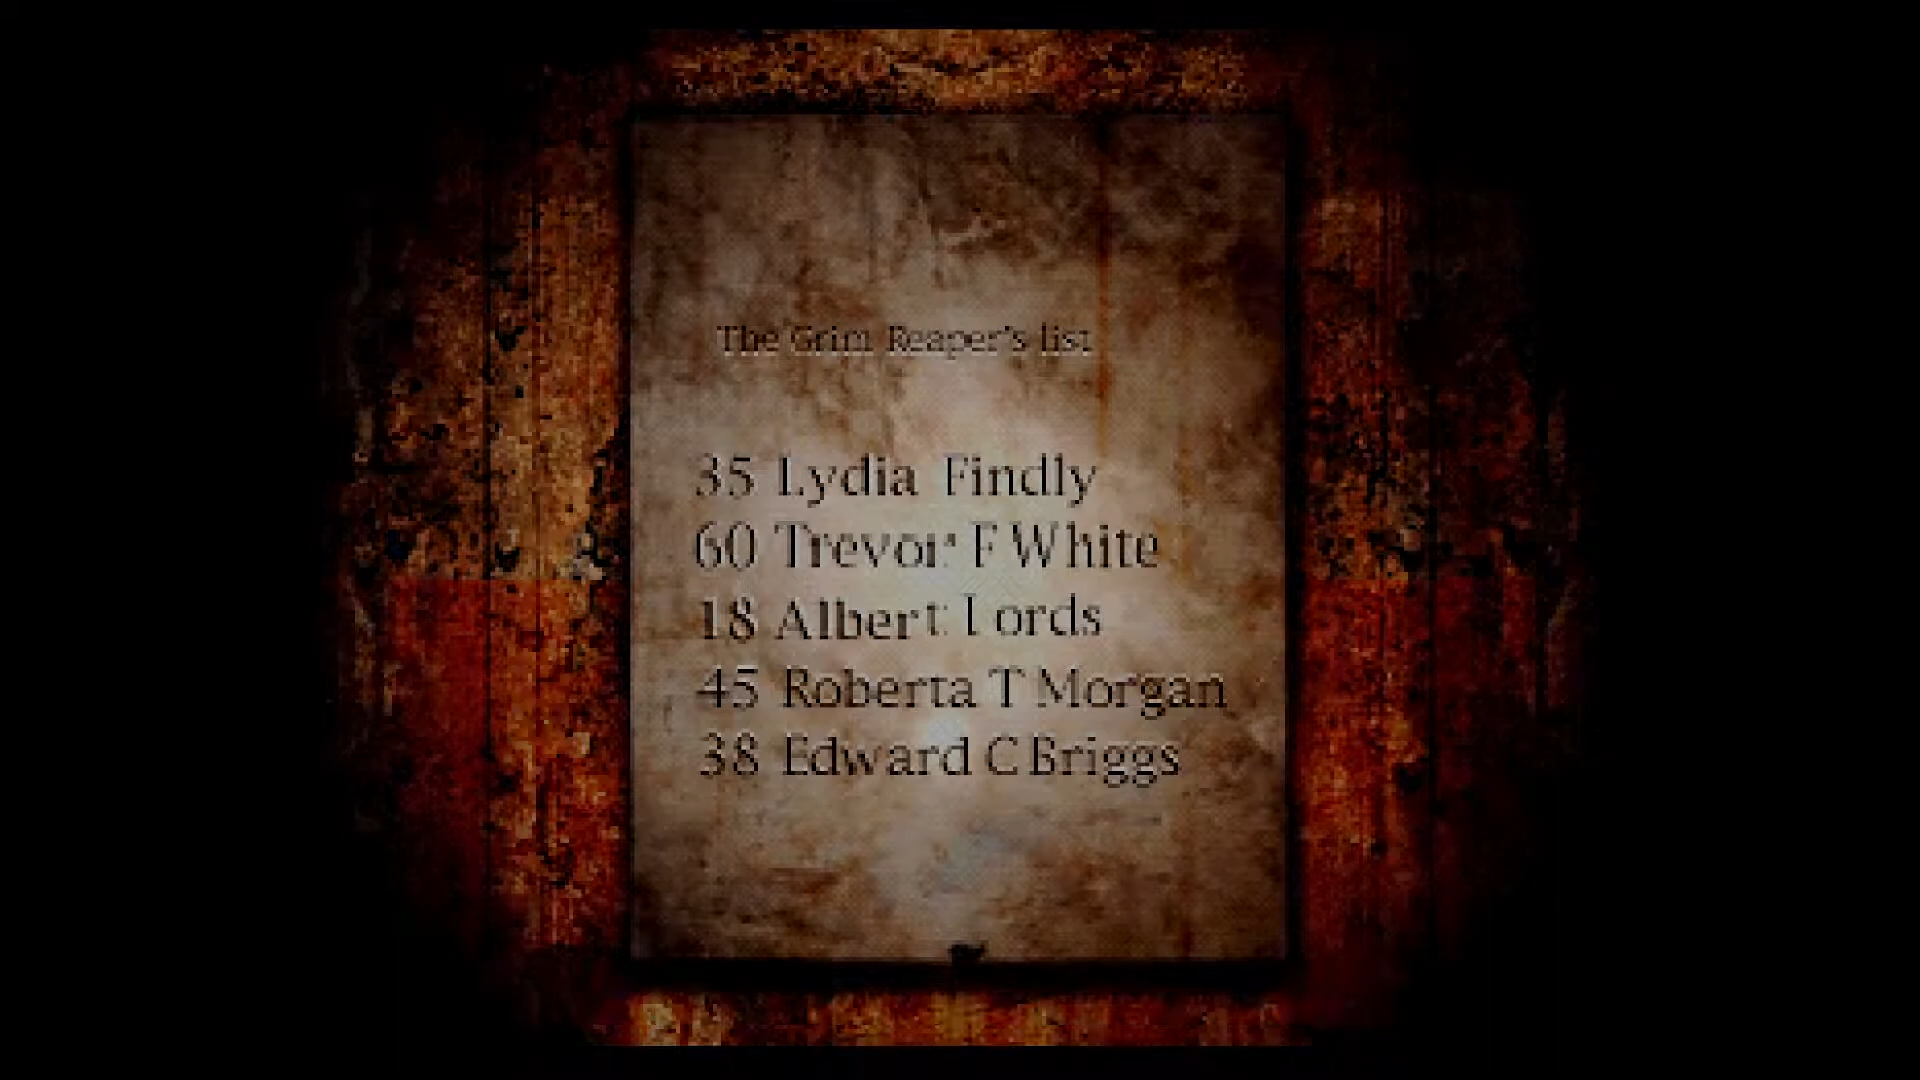 The Grim Reaper's list
35 Lydia Findly
60 Trevor F White
18 Albert Lords
45 Roberta T Morgan
38 Edward C Briggs